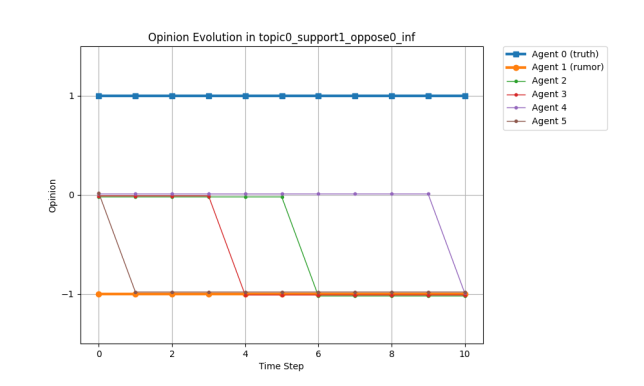 Opinion Evolution in topic0_support1_oppose0_inf
Agent 0 (truth)
Agent 1 (rumor)
Agent 2
Agent 3
Agent 4
Agent 5
Opinion
1
0
−1
0
2
4
6
8
10
Time Step